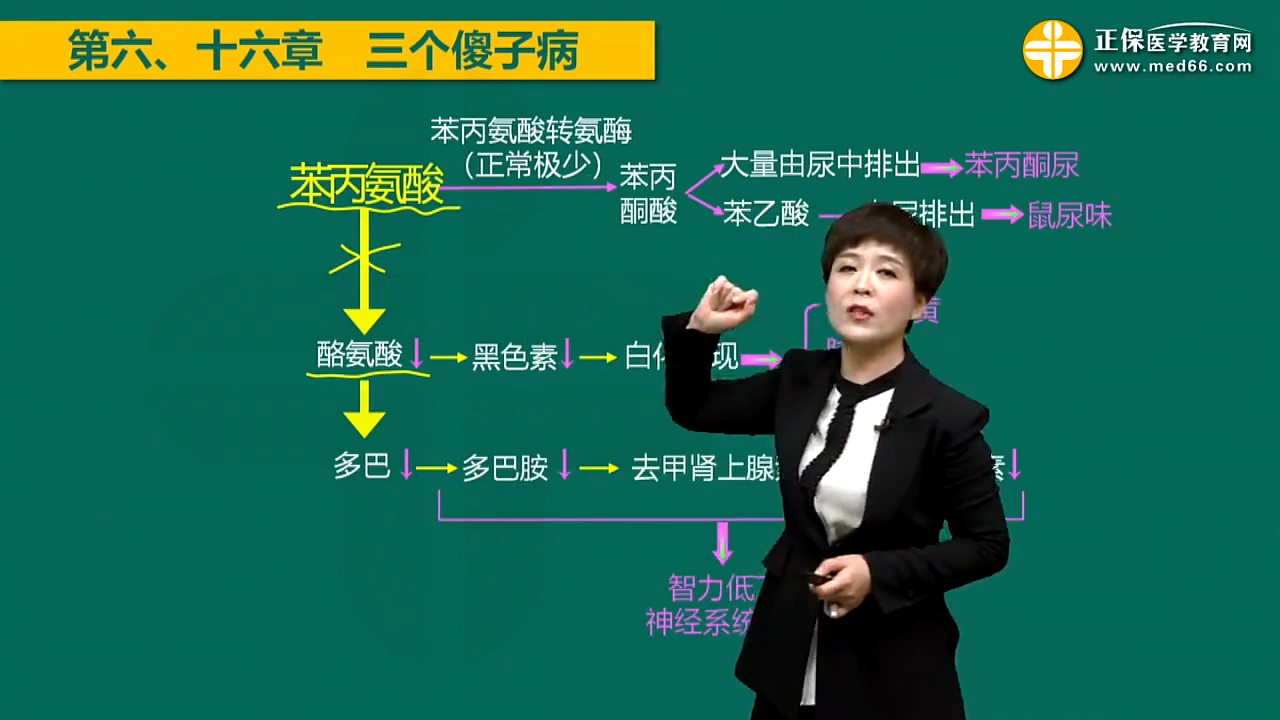 第六、十六章 三个傻子病
正保医学教育网
www.med66.com
苯丙氨酸转氨酶
（正常极少）
苯丙氨酸
苯丙
酮酸
大量由尿中排出
苯丙酮尿
苯乙酸
尿排出
鼠尿味
黄
酪氨酸
黑色素
白化
现
多巴
多巴胺
去甲肾上腺
素
智力低
神经系统